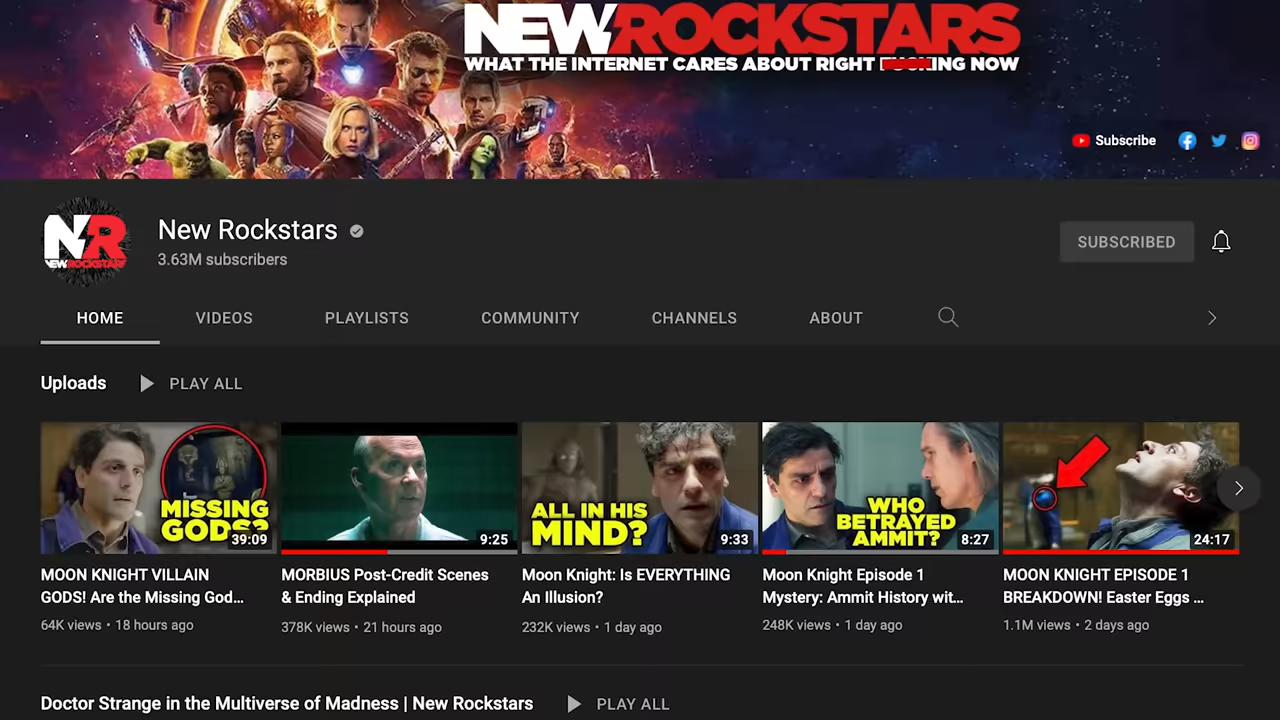 NEWROCKSTARS
WHAT THE INTERNET CARES ABOUT RIGHT ING NOW
Subscribe
NR
NEWROCKSTARS
New Rockstars
3.63M subscribers
SUBSCRIBED
HOME
VIDEOS
PLAYLISTS
COMMUNITY
CHANNELS
ABOUT
Uploads
PLAY ALL
MISSING
GODS?
39:09
9:25
ALL IN HIS
MIND?
9:33
WHO
BETRAYED
AMMIT?
8:27
24:17
MOON KNIGHT VILLAIN
GODS! Are the Missing God...
64K views • 18 hours ago
MORBIUS Post-Credit Scenes
& Ending Explained
378K views • 21 hours ago
Moon Knight: Is EVERYTHING
An Illusion?
232K views • 1 day ago
Moon Knight Episode 1
Mystery: Ammit History wit...
248K views • 1 day ago
MOON KNIGHT EPISODE 1
BREAKDOWN! Easter Eggs ...
1.1M views • 2 days ago
Doctor Strange in the Multiverse of Madness | New Rockstars
PLAY ALL